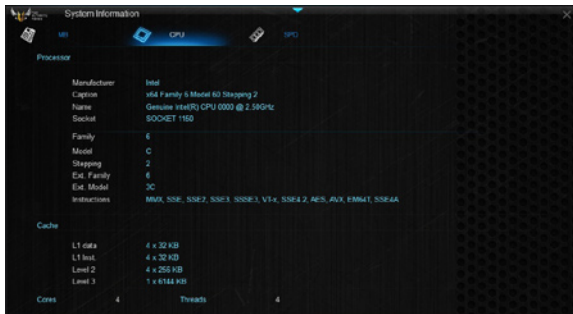 System Information
MB CPU SPD
Processor
Manufacturer Intel
Caption x64 Family 6 Model 60 Stepping 2
Name Genuine Intel(R) CPU 0000 @ 2.50GHz
Socket SOCKET 1150
Family 6
Model C
Stepping 2
Ext. Family 6
Ext. Model 3C
Instructions MMX, SSE, SSE2, SSE3, SSSE3, VT-x, SSE4.2, AES, AVX, EM64T, SSE4A
Cache
L1 data 4 x 32 KB
L1 Inst. 4 x 32 KB
Level 2 4 x 256 KB
Level 3 1 x 6144 KB
Cores 4 Threads 4